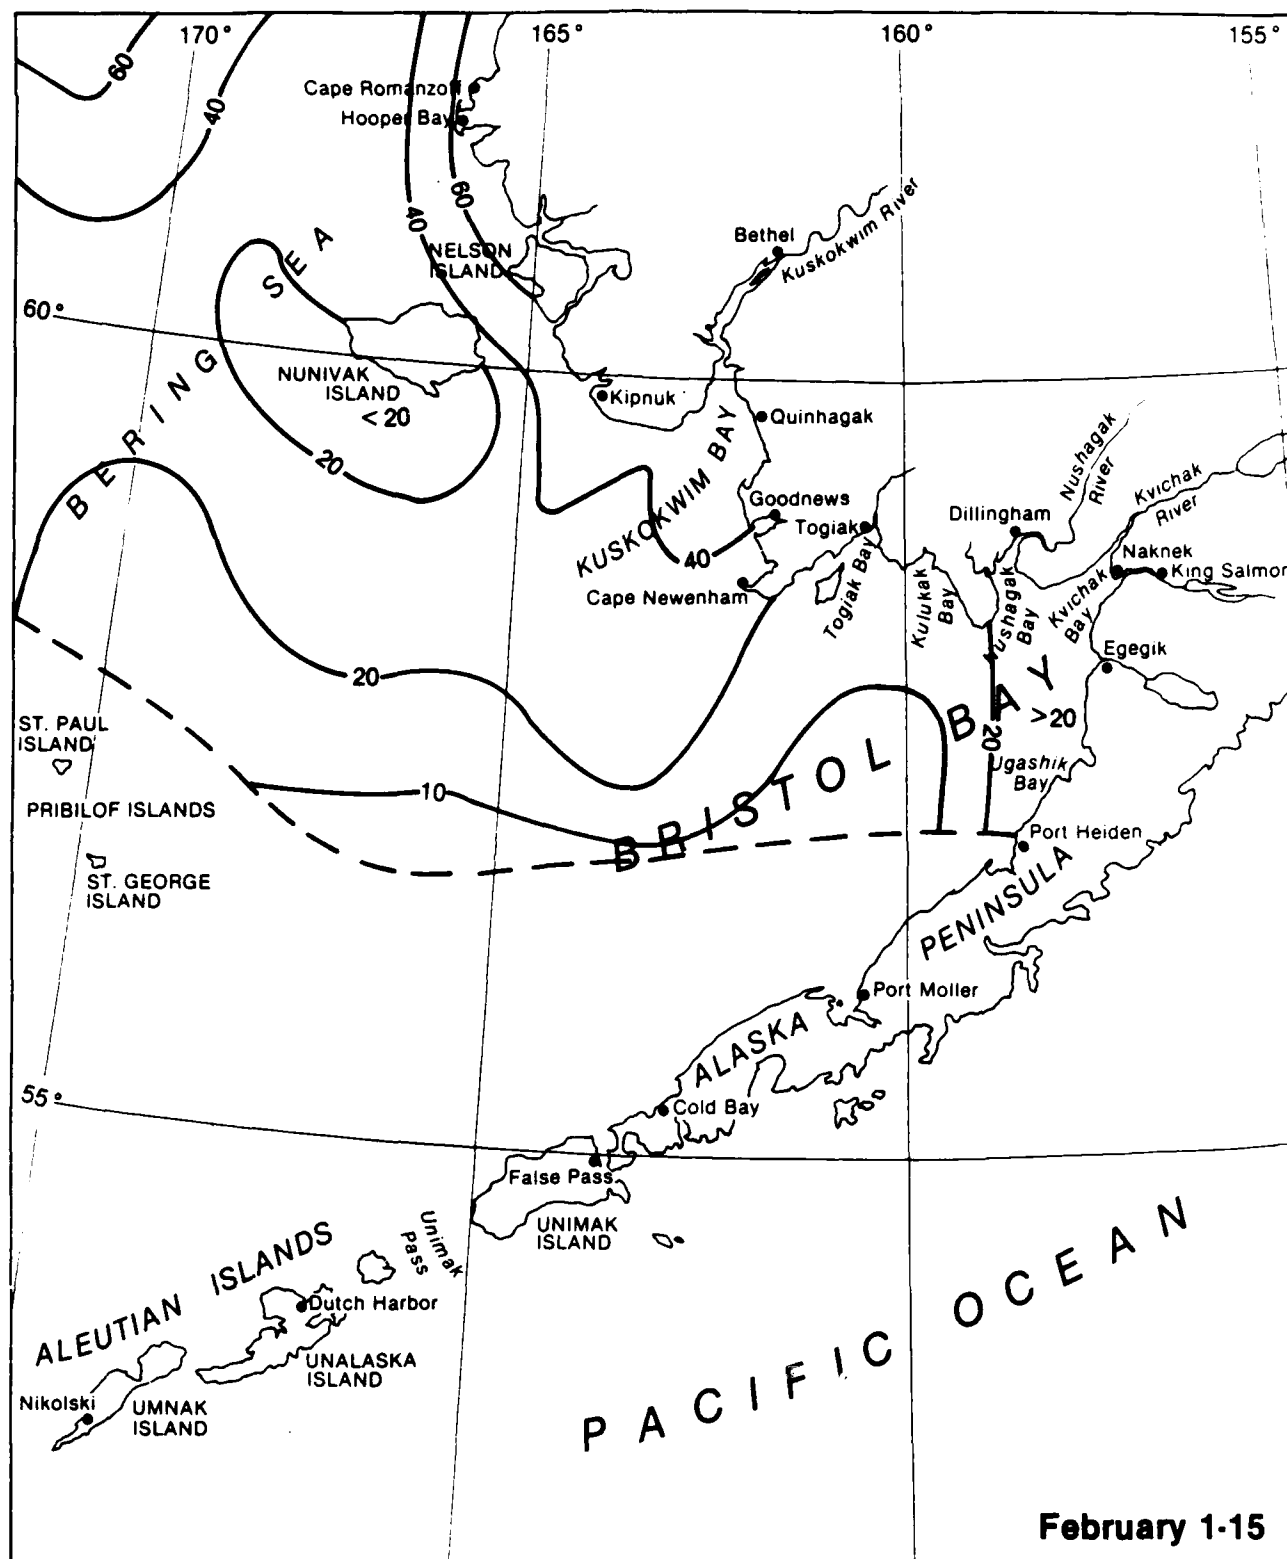 170°
165°
160°
155°
60
40
Cape Romanzoff
Hooper Bay
40
60
NELSON
ISLAND
Bethel
Kuskokwim River
60°
BERING SEA
NUNIVAK
ISLAND
< 20
20
Kipnuk
Quinhagak
KUSKOKWIM BAY
Goodnews
Togiak
40
Cape Newenham
Togiak Bay
Kulukak
Bay
Dillingham
Nushagak
River
Kvichak
River
Naknek
King Salmon
Nushagak
Bay
Kvichak
Bay
Egegik
20
>20
20
ST. PAUL
ISLAND
PRIBILOF ISLANDS
ST. GEORGE
ISLAND
10
BRISTOL BAY
Ugashik
Bay
Port Heiden
ALASKA PENINSULA
Port Moller
55°
Cold Bay
False Pass
UNIMAK
ISLAND
Unimak
Pass
ALEUTIAN ISLANDS
Dutch Harbor
UNALASKA
ISLAND
Nikolski
UMNAK
ISLAND
PACIFIC OCEAN
February 1-15